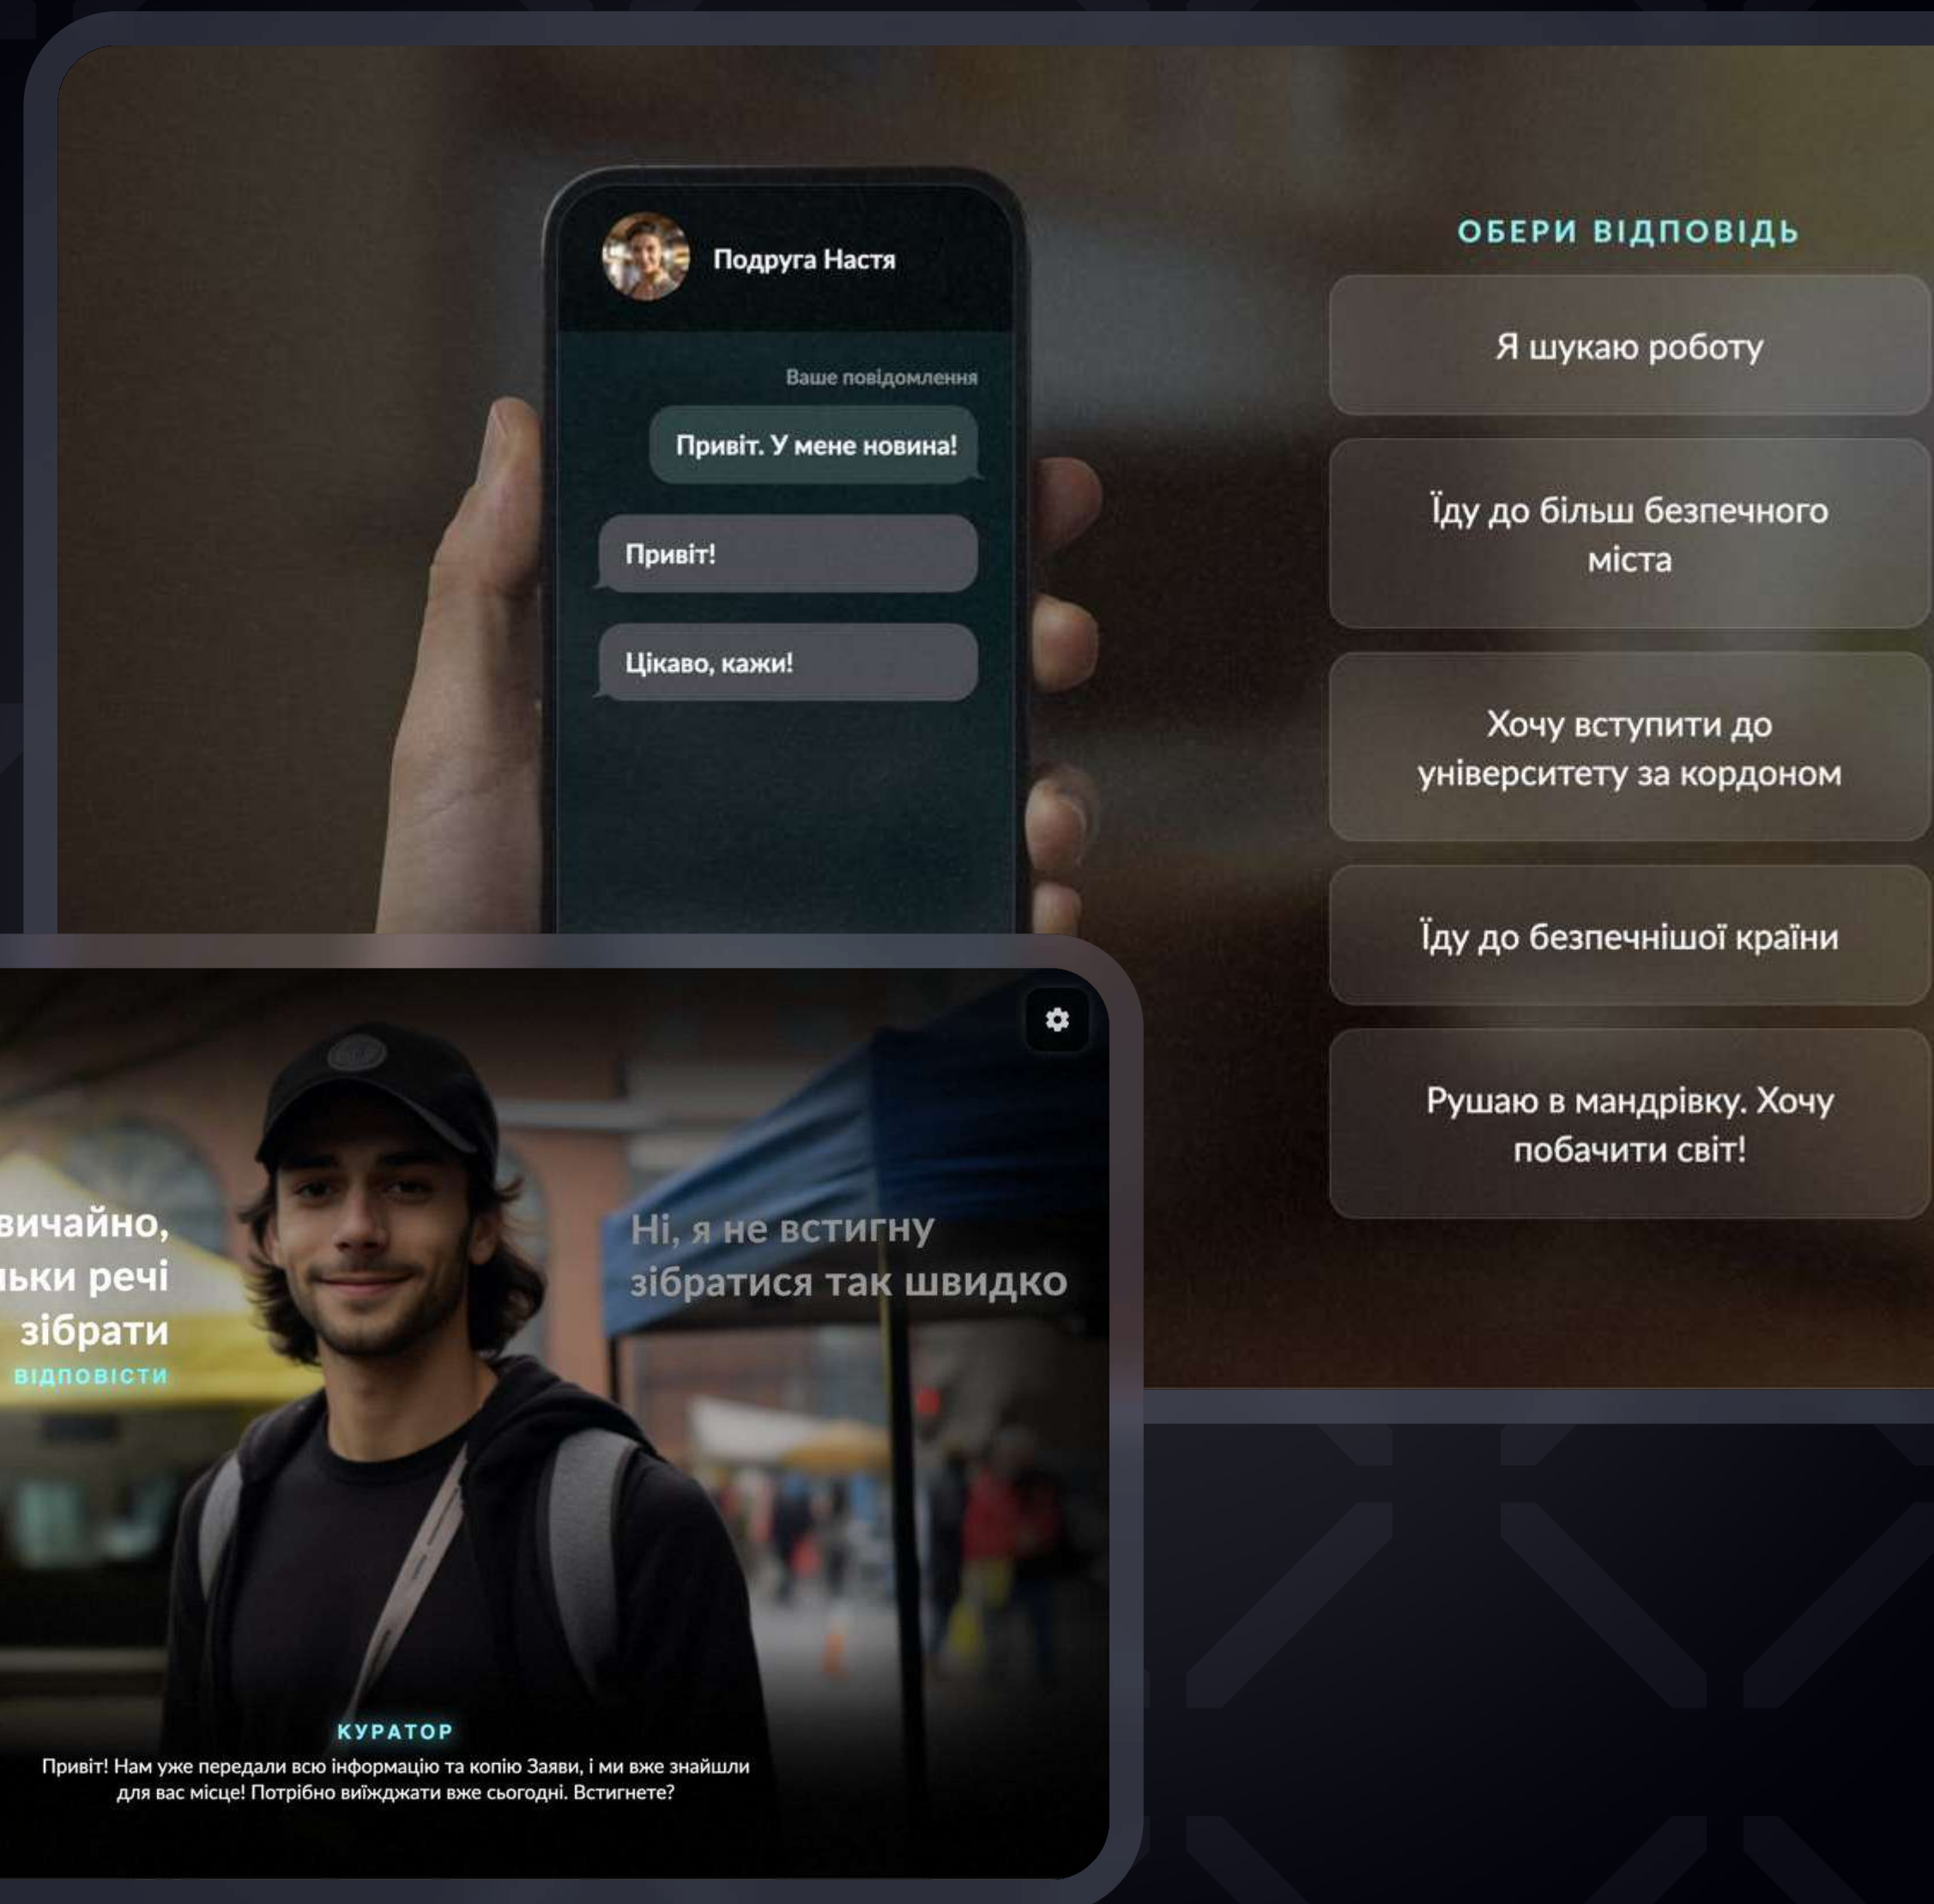 Подруга Настя
Ваше повідомлення
Привіт. У мене новина!
Привіт!
Цікаво, кажи!
ОБЕРИ ВІДПОВІДЬ
Я шукаю роботу
Їду до більш безпечного
міста
Хочу вступити до
університету за кордоном
Їду до безпечнішої країни
Рушаю в мандрівку. Хочу
побачити світ!
речі
зібрати
ВІДПОВІСТИ
Ні, я не встигну
зібратися так швидко
КУРАТОР
Привіт! Нам уже передали всю інформацію та копію Заяви, і ми вже знайшли
для вас місце! Потрібно виїжджати вже сьогодні. Встигнете?